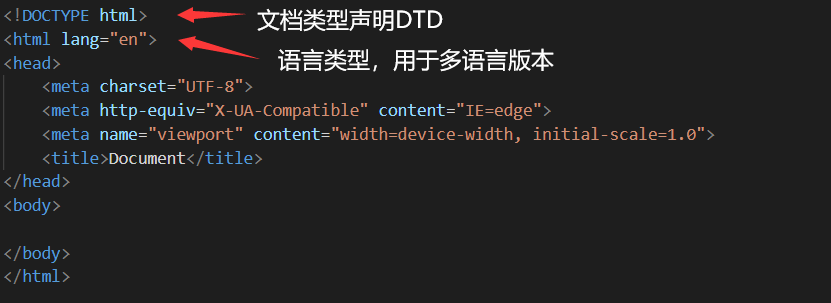 <!DOCTYPE html> 文档类型声明DTD
<html lang="en"> 语言类型，用于多语言版本
<head>
    <meta charset="UTF-8">
    <meta http-equiv="X-UA-Compatible" content="IE=edge">
    <meta name="viewport" content="width=device-width, initial-scale=1.0">
    <title>Document</title>
</head>
<body>
</body>
</html>